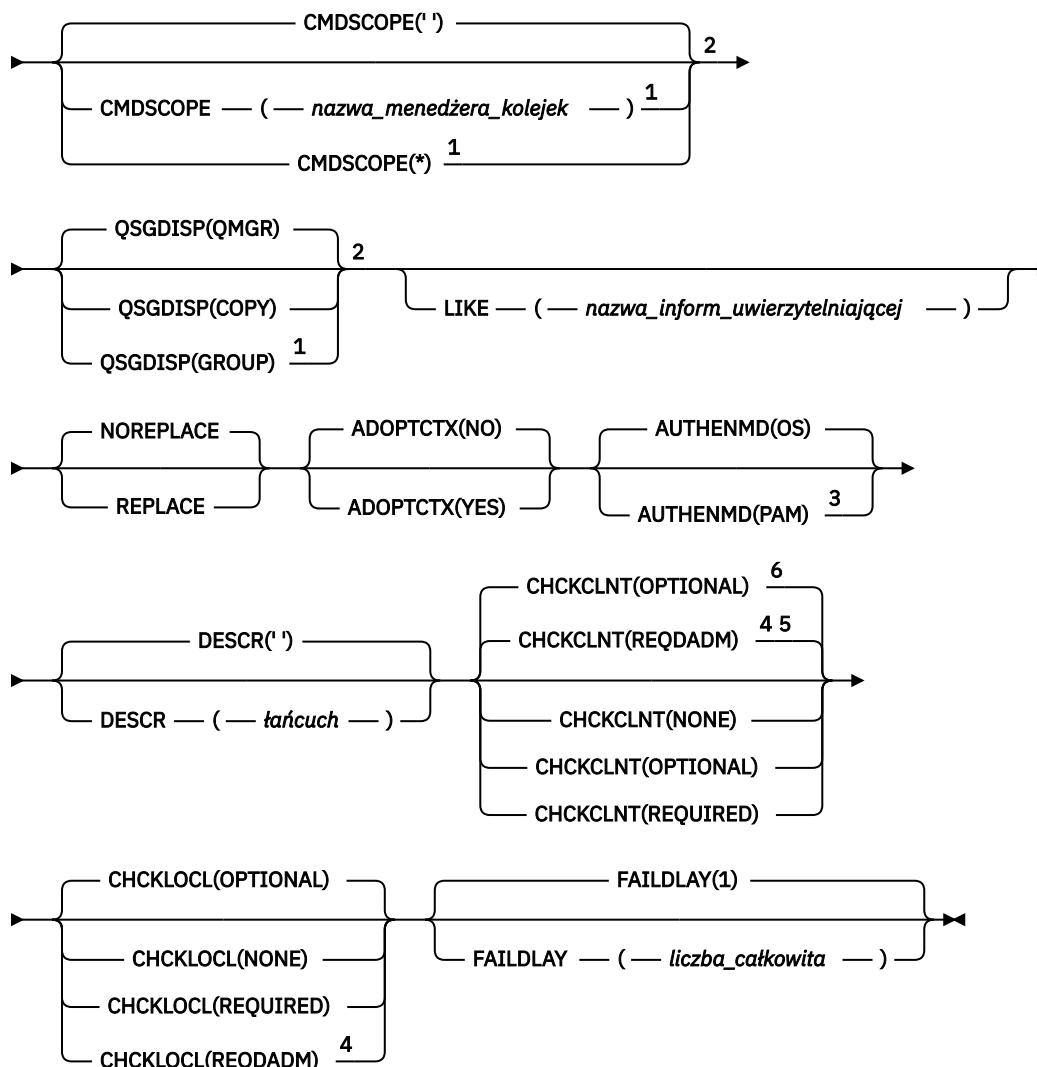 CMDSCOPE(' ')
2
CMDSCOPE ( nazwa_menedżera_kolejek ) 1
CMDSCOPE(*) 1
QSGDISP(QMGR)
2
QSGDISP(COPY)
LIKE ( nazwa_inform_uwierzytelniającej )
QSGDISP(GROUP) 1
NOREPLACE ADOPTCTX(NO) AUTHENMD(OS)
REPLACE ADOPTCTX(YES) AUTHENMD(PAM) 3
CHCKCLNT(OPTIONAL) 6
DESCR(' ') CHCKCLNT(REQDADM) 4 5
DESCR ( łańcuch ) CHCKCLNT(NONE)
CHCKCLNT(OPTIONAL)
CHCKCLNT(REQUIRED)
CHCKLOCL(OPTIONAL) FAILDLAY(1)
CHCKLOCL(NONE) FAILDLAY ( liczba_całkowita )
CHCKLOCL(REQUIRED)
CHCKLOCL(REQDADM) 4